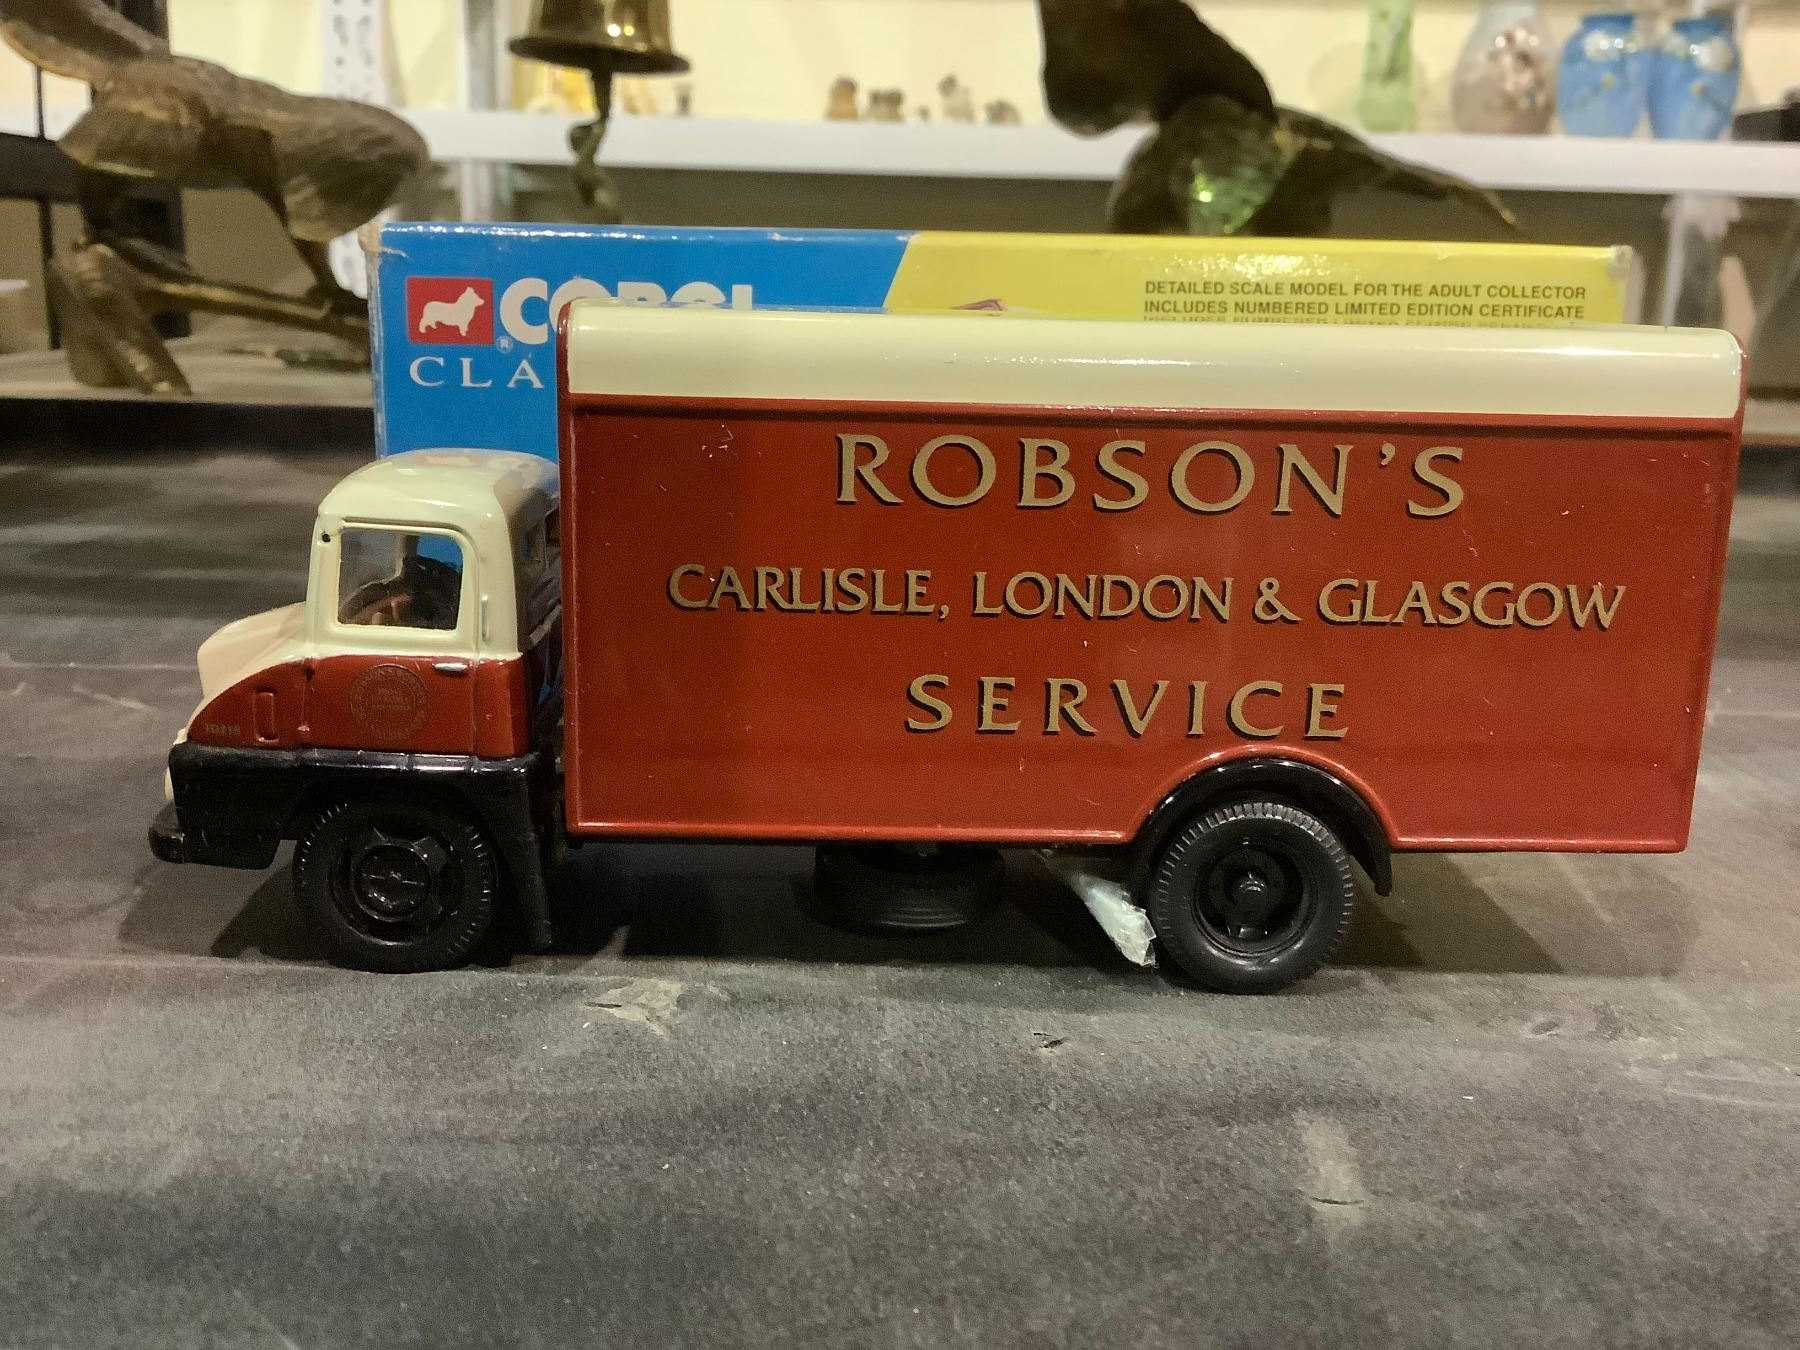 CORGI
CLA
DETAILED SCALE MODEL FOR THE ADULT COLLECTOR
INCLUDES NUMBERED LIMITED EDITION CERTIFICATE
ROBSON'S
CARLISLE, LONDON & GLASGOW
SERVICE